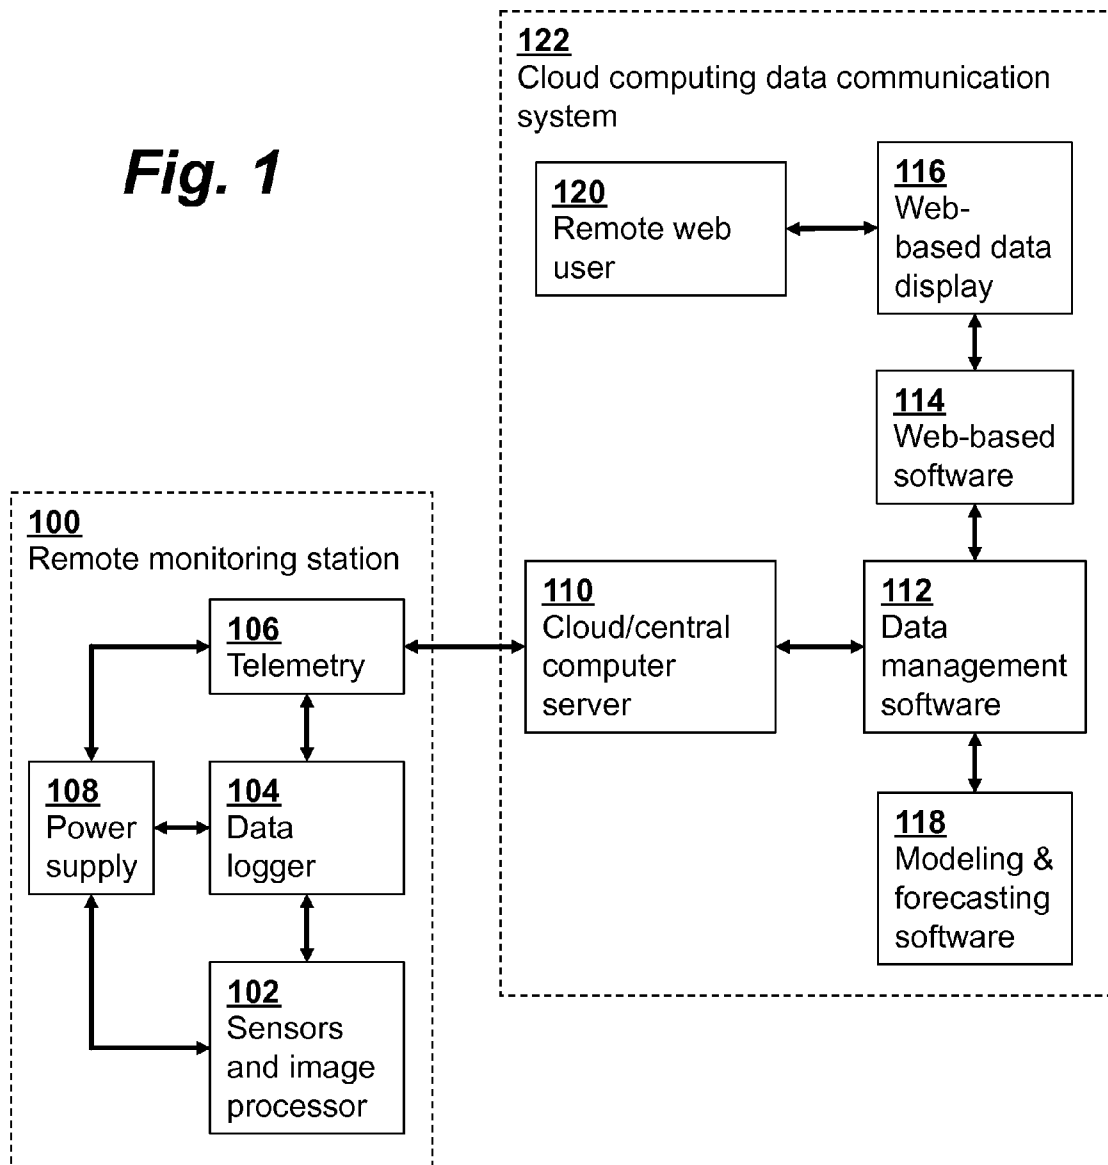 Fig. 1
122
Cloud computing data communication
system
120
Remote web
user
116
Web-
based data
display
114
Web-based
software
100
Remote monitoring station
106
Telemetry
110
Cloud/central
computer
server
112
Data
management
software
108
Power
supply
104
Data
logger
118
Modeling &
forecasting
software
102
Sensors
and image
processor